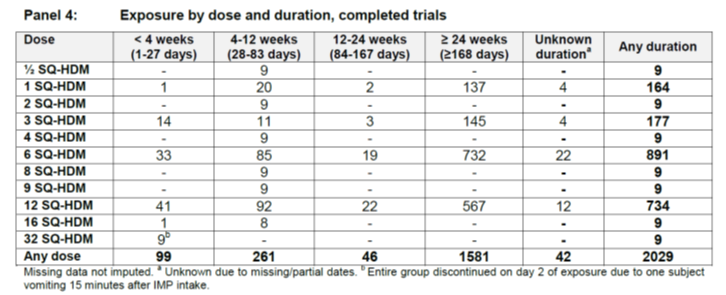 Panel 4: Exposure by dose and duration, completed trials
Dose < 4 weeks (1-27 days) 4-12 weeks (28-83 days) 12-24 weeks (84-167 days) ≥ 24 weeks (≥168 days) Unknown durationᵃ Any duration
½ SQ-HDM - 9 - - - 9
1 SQ-HDM 1 20 2 137 4 164
2 SQ-HDM - 9 - - - 9
3 SQ-HDM 14 11 3 145 4 177
4 SQ-HDM - 9 - - - 9
6 SQ-HDM 33 85 19 732 22 891
8 SQ-HDM - 9 - - - 9
9 SQ-HDM - 9 - - - 9
12 SQ-HDM 41 92 22 567 12 734
16 SQ-HDM 1 8 - - - 9
32 SQ-HDM 9ᵇ - - - - 9
Any dose 99 261 46 1581 42 2029
Missing data not imputed. ᵃ Unknown due to missing/partial dates. ᵇ Entire group discontinued on day 2 of exposure due to one subject
vomiting 15 minutes after IMP intake.